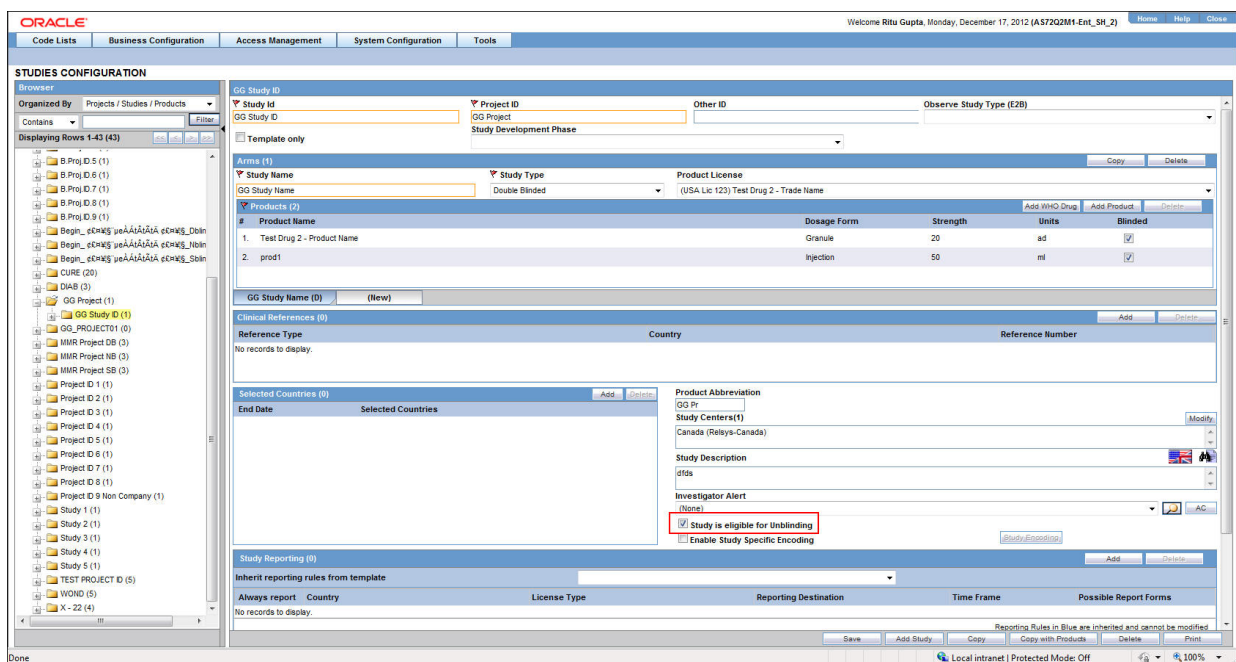 ORACLE
Welcome Ritu Gupta, Monday, December 17, 2012 (AS72Q2M1-Ent_SH_2) Home Help Close
Code Lists Business Configuration Access Management System Configuration Tools
STUDIES CONFIGURATION
Browser
Organized By Projects / Studies / Products
Contains Filter
Displaying Rows 1-43 (43) << < > >>
B.Proj.ID.5 (1)
B.Proj.ID.6 (1)
B.Proj.ID.7 (1)
B.Proj.ID.8 (1)
B.Proj.ID.9 (1)
CURE (20)
DIAB (3)
GG Project (1)
GG Study ID (1)
GG_PROJECT01 (0)
MMR Project DB (3)
MMR Project NB (3)
MMR Project SB (3)
Project ID 1 (1)
Project ID 2 (1)
Project ID 3 (1)
Project ID 4 (1)
Project ID 5 (1)
Project ID 6 (1)
Project ID 7 (1)
Project ID 8 (1)
Project ID 9 Non Company (1)
Study 1 (1)
Study 2 (1)
Study 3 (1)
Study 4 (1)
Study 5 (1)
TEST PROJECT ID (5)
WOND (5)
X - 22 (4)
GG Study ID
Study Id Project ID Other ID Observe Study Type (E2B)
GG Study ID GG Project
Template only Study Development Phase
Arms (1) Copy Delete
Study Name Study Type Product License
GG Study Name Double Blinded (USA Lic 123) Test Drug 2 - Trade Name
Products (2) Add WHO Drug Add Product Delete
# Product Name Dosage Form Strength Units Blinded
1. Test Drug 2 - Product Name Granule 20 ad
2. prod1 Injection 50 ml
GG Study Name (D) (New)
Clinical References (0) Add Delete
Reference Type Country Reference Number
No records to display.
Selected Countries (0) Add Delete
End Date Selected Countries
Product Abbreviation
GG Pr
Study Centers(1) Modify
Canada (Relsys-Canada)
Study Description
dfds
Investigator Alert
(None) AC
Study is eligible for Unblinding
Enable Study Specific Encoding Study Encoding
Study Reporting (0) Add Delete
Inherit reporting rules from template
Always report Country License Type Reporting Destination Time Frame Possible Report Forms
No records to display.
Reporting Rules in Blue are inherited and cannot be modified
Save Add Study Copy Copy with Products Delete Print
Done Local intranet | Protected Mode: Off 100%